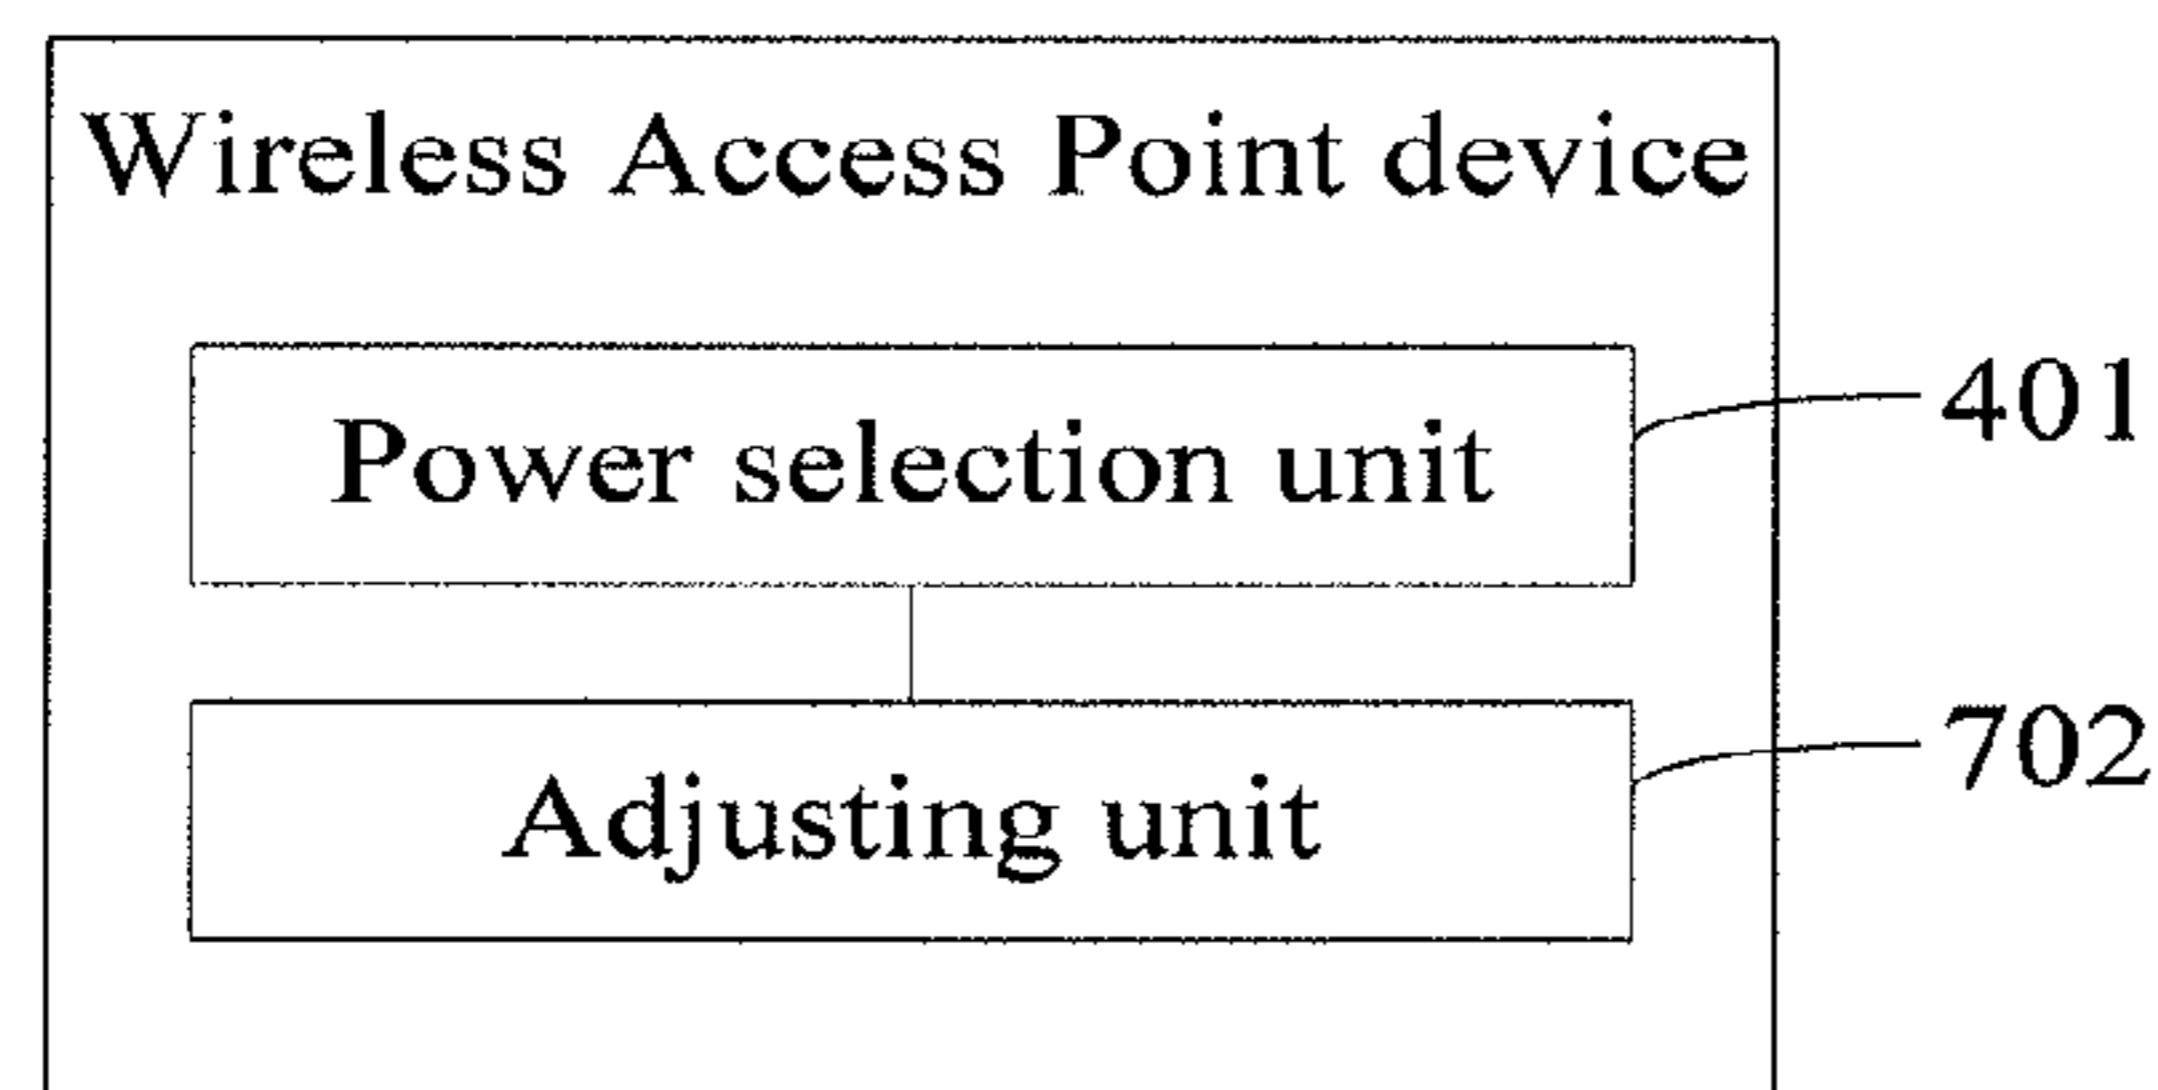 Wireless Access Point device
Power selection unit
401
Adjusting unit
702